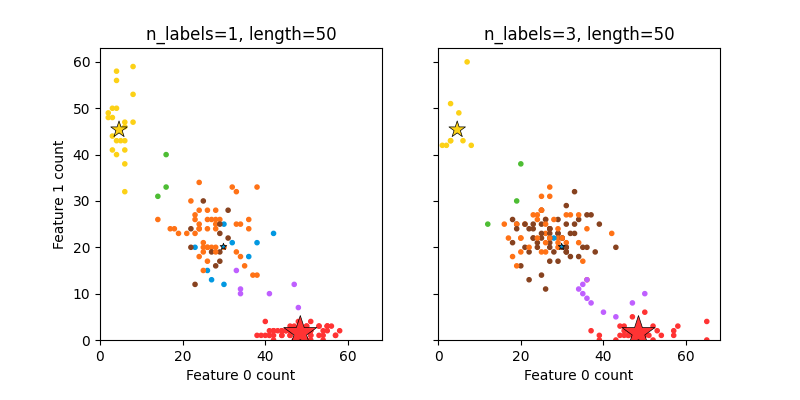 n_labels=1, length=50
n_labels=3, length=50
Feature 1 count
60
50
40
30
20
10
0
0 20 40 60
0 20 40 60
Feature 0 count
Feature 0 count